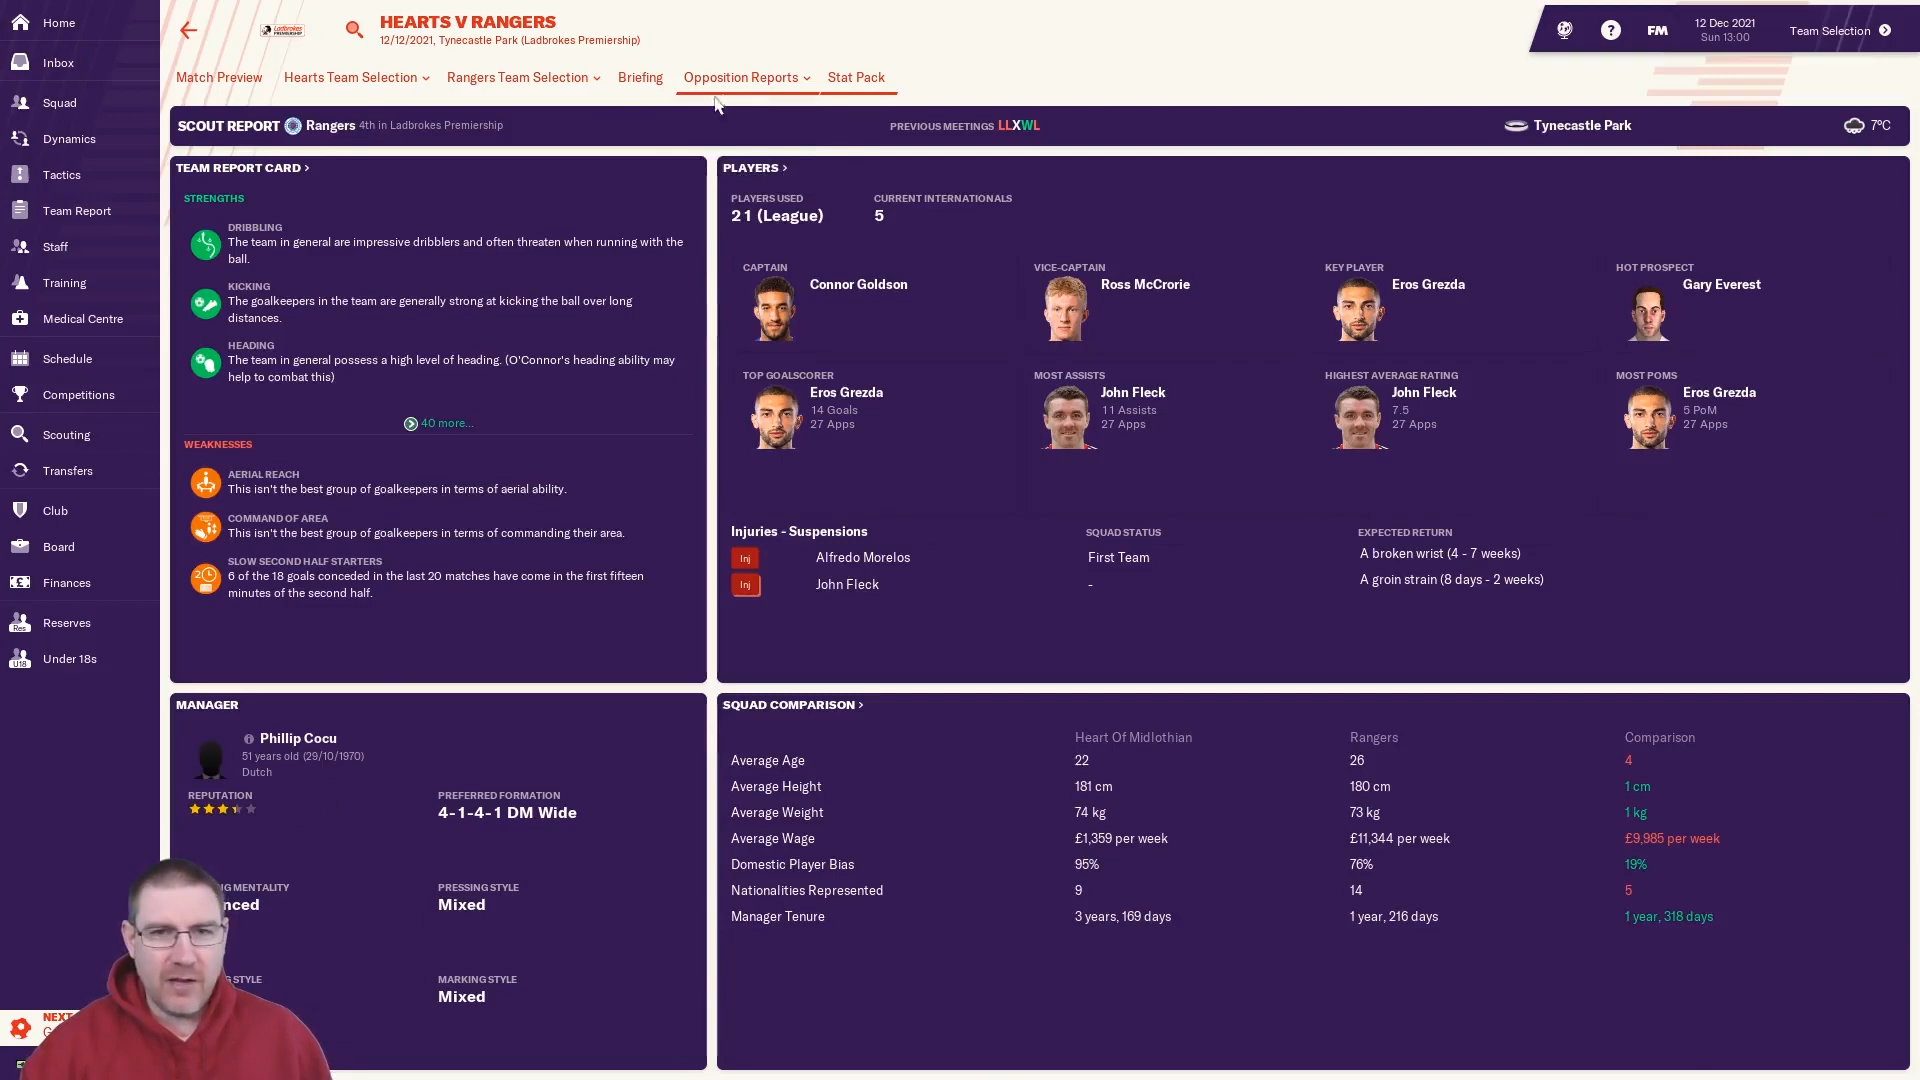 Home
Inbox
Squad
Dynamics
Tactics
Team Report
Staff
Training
Medical Centre
Schedule
Competitions
Scouting
Transfers
Club
Board
Finances
Res
Reserves
U18
Under 18s
NEXT
Ladbrokes
PREMIERSHIP
HEARTS V RANGERS
12/12/2021, Tynecastle Park (Ladbrokes Premiership)
? FM
12 Dec 2021
Sun 13:00
Team Selection
Match Preview Hearts Team Selection Rangers Team Selection Briefing Opposition Reports Stat Pack
SCOUT REPORT Rangers 4th in Ladbrokes Premiership PREVIOUS MEETINGS LLXWL Tynecastle Park 7°C
TEAM REPORT CARD >
STRENGTHS
DRIBBLING
The team in general are impressive dribblers and often threaten when running with the
ball.
KICKING
The goalkeepers in the team are generally strong at kicking the ball over long
distances.
HEADING
The team in general possess a high level of heading. (O'Connor's heading ability may
help to combat this)
40 more...
WEAKNESSES
AERIAL REACH
This isn't the best group of goalkeepers in terms of aerial ability.
COMMAND OF AREA
This isn't the best group of goalkeepers in terms of commanding their area.
SLOW SECOND HALF STARTERS
6 of the 18 goals conceded in the last 20 matches have come in the first fifteen
minutes of the second half.
PLAYERS >
PLAYERS USED CURRENT INTERNATIONALS
21 (League) 5
CAPTAIN VICE-CAPTAIN KEY PLAYER HOT PROSPECT
Connor Goldson Ross McCrorie Eros Grezda Gary Everest
TOP GOALSCORER MOST ASSISTS HIGHEST AVERAGE RATING MOST POMS
Eros Grezda John Fleck John Fleck Eros Grezda
14 Goals 11 Assists 7.5 5 PoM
27 Apps 27 Apps 27 Apps 27 Apps
Injuries - Suspensions SQUAD STATUS EXPECTED RETURN
Inj Alfredo Morelos First Team A broken wrist (4 - 7 weeks)
Inj John Fleck - A groin strain (8 days - 2 weeks)
MANAGER
Phillip Cocu
51 years old (29/10/1970)
Dutch
REPUTATION PREFERRED FORMATION
4-1-4-1 DM Wide
MENTALITY PRESSING STYLE
Mixed
STYLE MARKING STYLE
Mixed
SQUAD COMPARISON >
Heart Of Midlothian Rangers Comparison
Average Age 22 26 4
Average Height 181 cm 180 cm 1 cm
Average Weight 74 kg 73 kg 1 kg
Average Wage £1,359 per week £11,344 per week £9,985 per week
Domestic Player Bias 95% 76% 19%
Nationalities Represented 9 14 5
Manager Tenure 3 years, 169 days 1 year, 216 days 1 year, 318 days